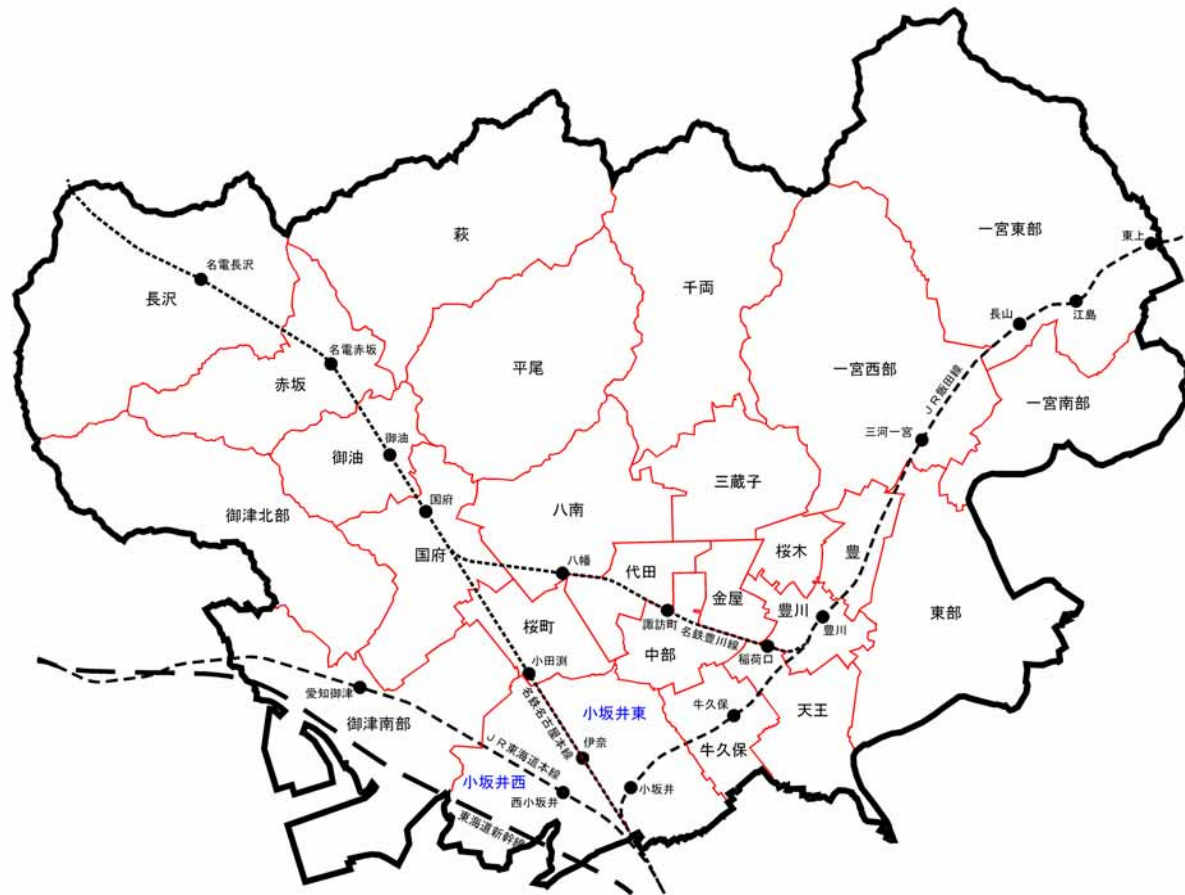 萩
一宮東部
東上
千両
名電長沢
長沢
江島
長山
名電赤坂
平尾
一宮西部
赤坂
JR飯田線
一宮南部
三河一宮
御油
御油
三蔵子
国府
八南
御津北部
国府
桜木
豊
八幡
代田
金屋
諏訪町
豊川
豊川
東部
桜町
名鉄豊川線
中部
稲荷口
小田渕
愛知御津
御津南部
名鉄名古屋本線
小坂井東
牛久保
天王
伊奈
牛久保
JR東海道本線
小坂井西
西小坂井
小坂井
東海道新幹線